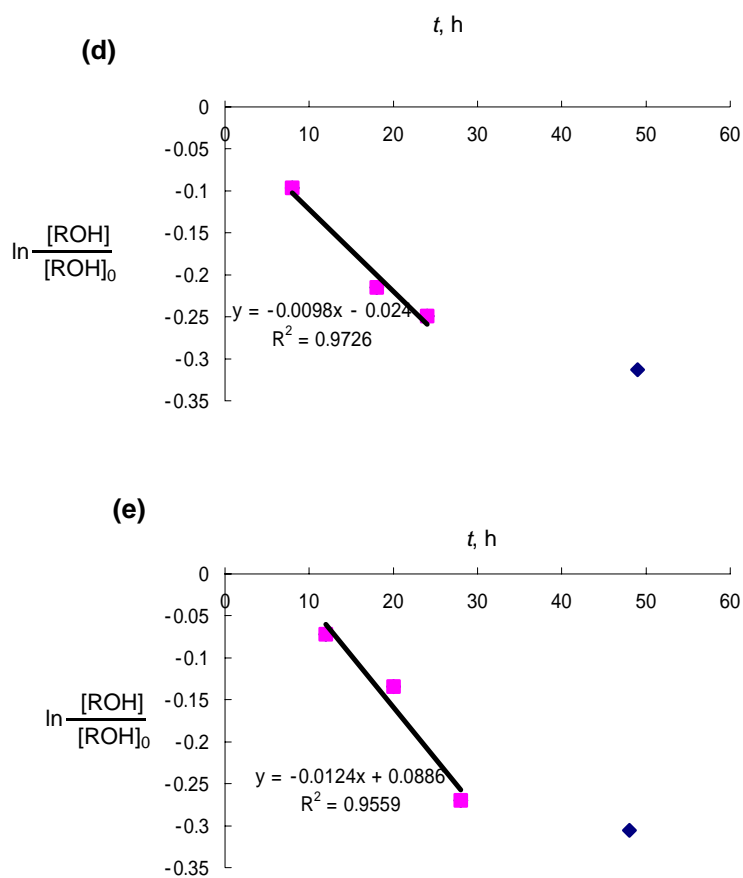 t, h
(d)
0
0 10 20 30 40 50 60
-0.05
-0.1
-0.15
ln [ROH]
[ROH]0
-0.2
-0.25
y = -0.0098x - 0.024
R2 = 0.9726
-0.3
-0.35
(e)
t, h
0
0 10 20 30 40 50 60
-0.05
-0.1
-0.15
ln [ROH]
[ROH]0
-0.2
-0.25
y = -0.0124x + 0.0886
R2 = 0.9559
-0.3
-0.35